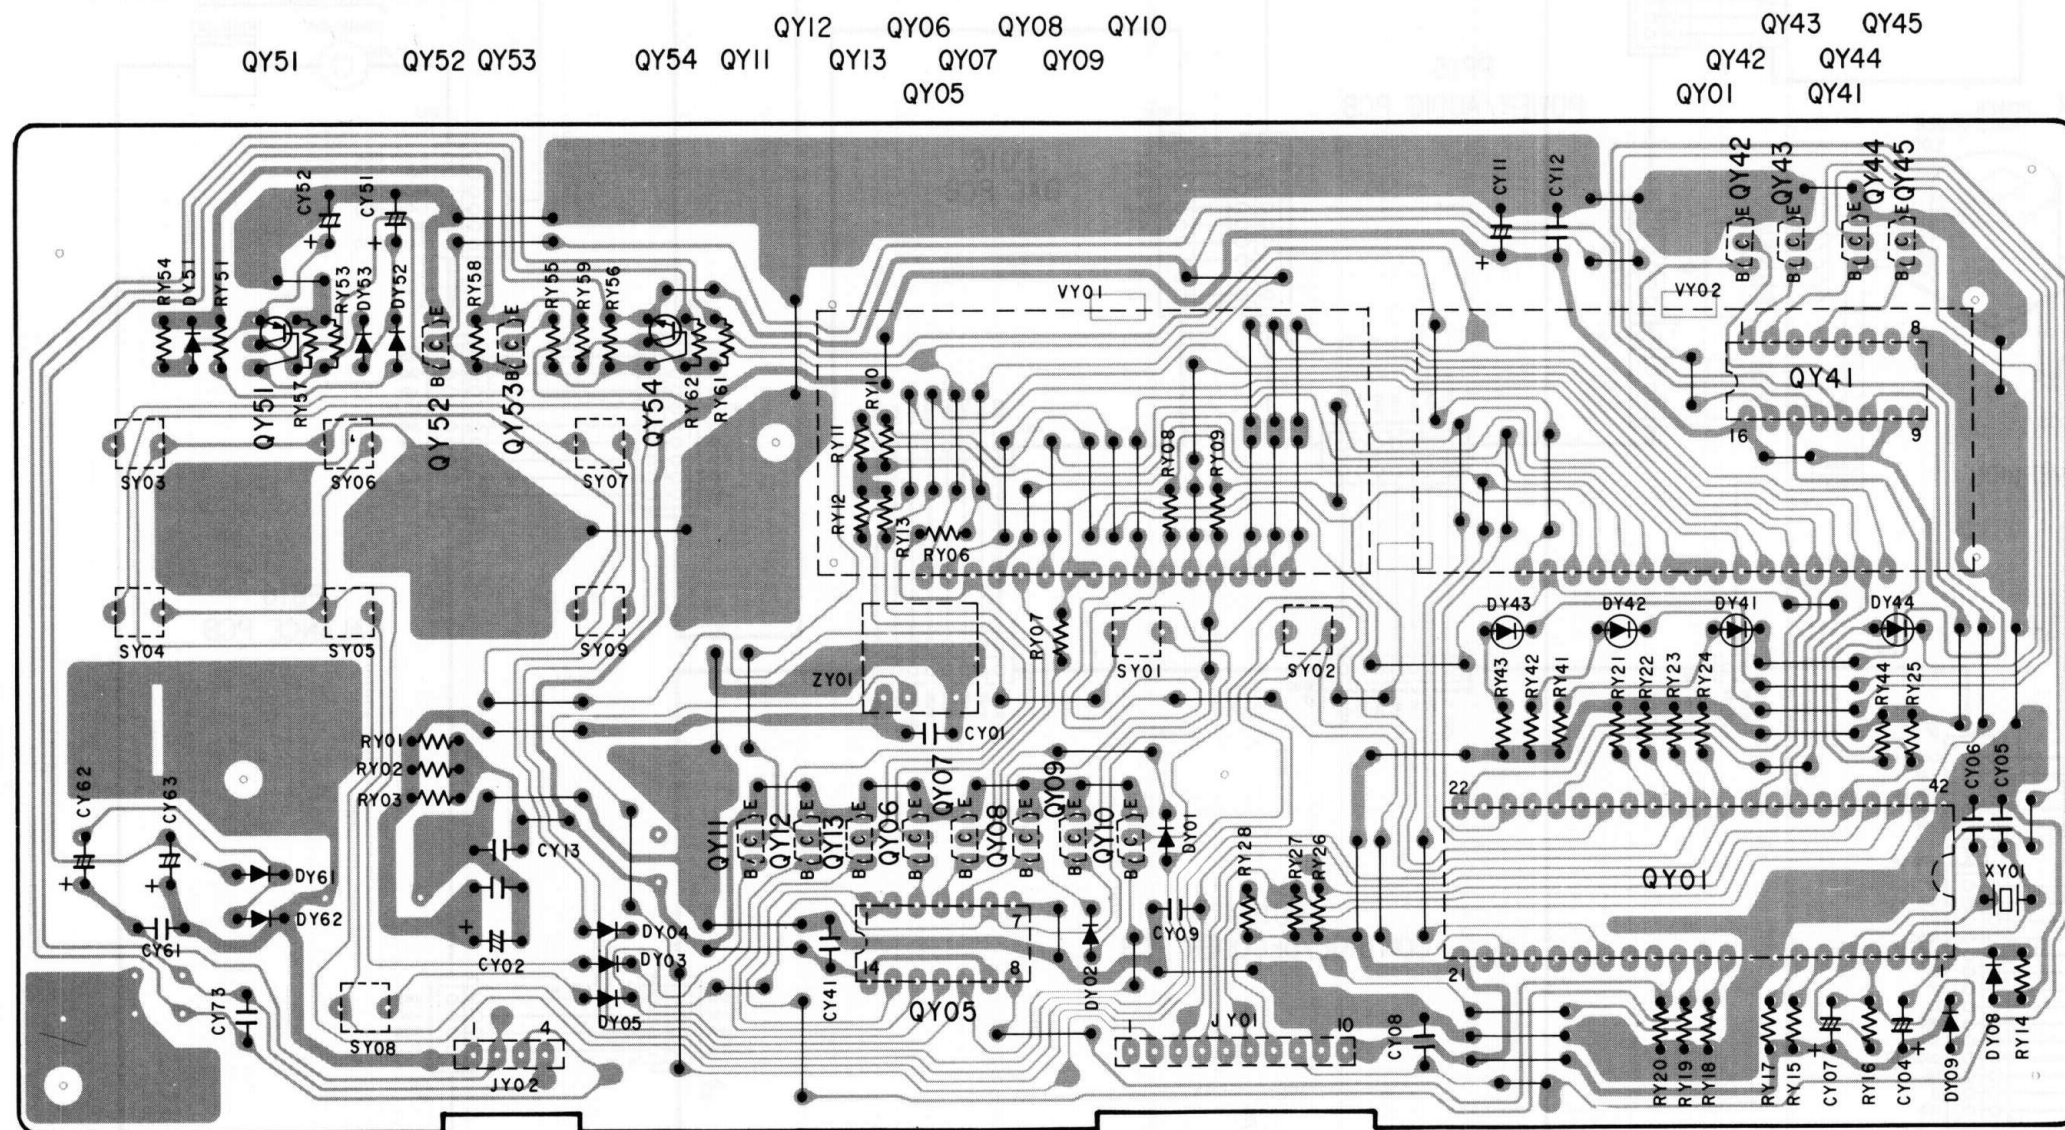 QY12 QY06 QY08 QY10 QY43 QY45
QY51 QY52 QY53 QY54 QY11 QY13 QY07 QY09 QY42 QY44
QY05 QY01 QY41
CY52 CY51 CY11 CY12 QY42 QY43 QY44 QY45
+ + +
E E E E
C C C C
B B B B
RY54 DY51 RY51 RY53 DY53 DY52 RY58 RY55 RY59 RY56
VY01 VY02
E E
C C
B B
1 8
QY41
16 9
QY51 RY57 QY52 QY53 QY54 RY62 RY61
RY10 RY11 RY08 RY09
RY12 RY13 RY06
SY03 SY06 SY07
SY04 SY05 SY09
RY07 SY01 SY02
ZY01
CY01
DY43 DY42 DY41 DY44
RY43 RY42 RY41 RY21 RY22 RY23 RY24 RY44 RY25
RY01
RY02
RY03
CY62 CY63
+ +
CY61
DY61
DY62
CY13
+
CY02
QY11 QY12 QY13 QY06 QY07 QY08 QY09 QY10
E E E E E E E E
C C C C C C C C
B B B B B B B B
DY01
RY28 RY27 RY26
22 42
QY01
21 1
CY06 CY05
XY01
DY04
DY03
DY05
CY41
1 7
14 8
QY05
DY02
CY09
CY73
SY08
1 4
JY02
1 JY01 10
CY08
RY20 RY19 RY18 RY17 RY15 CY07 RY16 CY04 DY09 DY08 RY14
+ +